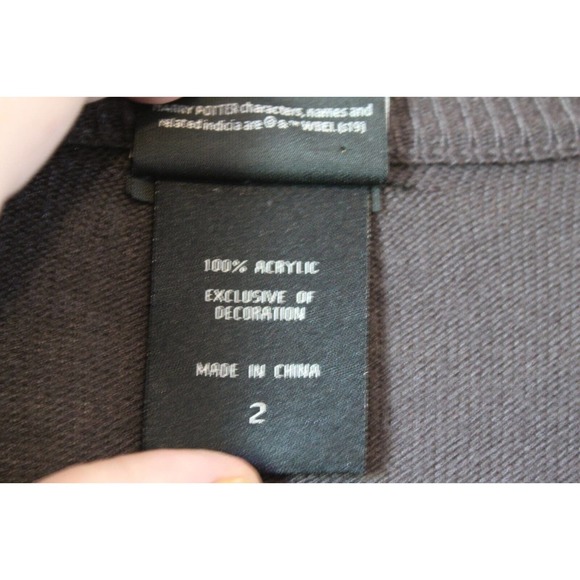 HARRY POTTER characters, names and
related indicia are © & ™ WBEI. (s19)
100% ACRYLIC
EXCLUSIVE OF
DECORATION
MADE IN CHINA
2